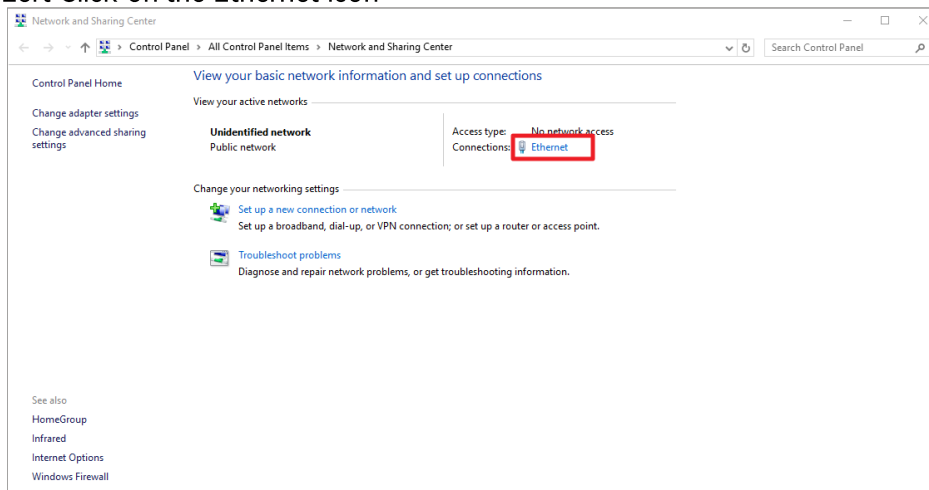 Left-Click on the Ethernet icon
Network and Sharing Center
Control Panel > All Control Panel Items > Network and Sharing Center
Search Control Panel
Control Panel Home
View your basic network information and set up connections
Change adapter settings
Change advanced sharing
settings
View your active networks
Unidentified network
Public network
Access type: No network access
Connections: Ethernet
Change your networking settings
Set up a new connection or network
Set up a broadband, dial-up, or VPN connection; or set up a router or access point.
Troubleshoot problems
Diagnose and repair network problems, or get troubleshooting information.
See also
HomeGroup
Infrared
Internet Options
Windows Firewall